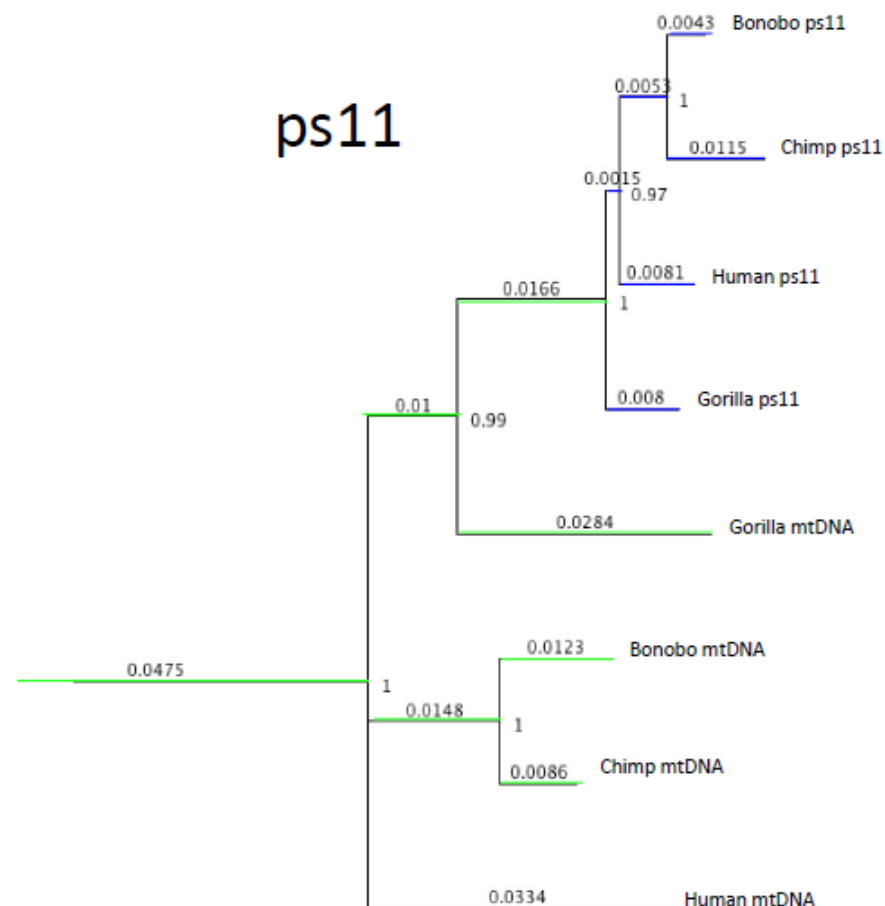 0.0043 Bonobo ps11
0.0053
1
ps11
0.0115 Chimp ps11
0.0015
0.97
0.0081 Human ps11
0.0166
1
0.008 Gorilla ps11
0.01
0.99
0.0284 Gorilla mtDNA
0.0123 Bonobo mtDNA
0.0475
1
0.0148
1
0.0086 Chimp mtDNA
0.0334 Human mtDNA